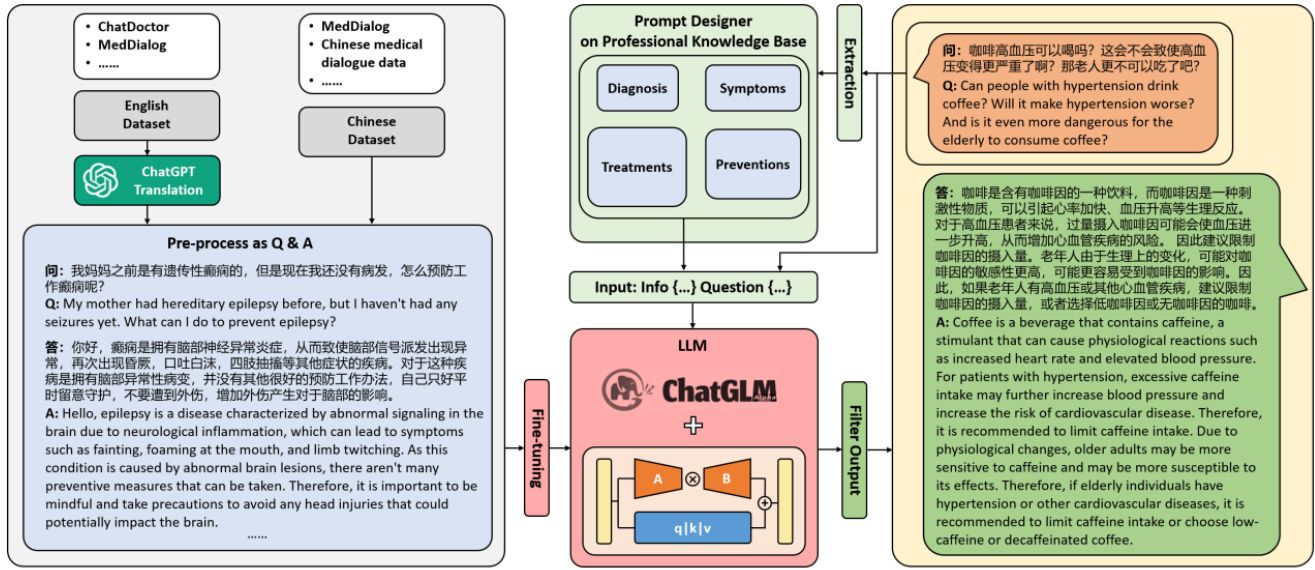 • ChatDoctor
• MedDialog
• ……
• MedDialog
• Chinese medical
dialogue data
• ……
English
Dataset
Chinese
Dataset
ChatGPT
Translation
Pre-process as Q & A
问：我妈妈之前是有遗传性癫痫的，但是现在我还没有病发，怎么预防工
作癫痫呢？
Q: My mother had hereditary epilepsy before, but I haven't had any
seizures yet. What can I do to prevent epilepsy?
答：你好，癫痫是拥有脑部神经异常炎症，从而致使脑部信号派发出现异
常，再次出现昏厥，口吐白沫，四肢抽搐等其他症状的疾病。对于这种疾
病是拥有脑部异常性病变，并没有其他很好的预防工作办法，自己只好平
时留意守护，不要遭到外伤，增加外伤产生对于脑部的影响。
A: Hello, epilepsy is a disease characterized by abnormal signaling in the
brain due to neurological inflammation, which can lead to symptoms
such as fainting, foaming at the mouth, and limb twitching. As this
condition is caused by abnormal brain lesions, there aren't many
preventive measures that can be taken. Therefore, it is important to be
mindful and take precautions to avoid any head injuries that could
potentially impact the brain.
……
Fine-tuning
Prompt Designer
on Professional Knowledge Base
Diagnosis
Symptoms
Treatments
Preventions
Extraction
Input: Info {…} Question {…}
LLM
ChatGLM
Alpha
+
A
⊗
B
q|k|v
Filter Output
问：咖啡高血压可以喝吗？这会不会致使高血
压变得更严重了啊？那老人更不可以吃了吧？
Q: Can people with hypertension drink
coffee? Will it make hypertension worse?
And is it even more dangerous for the
elderly to consume coffee?
答：咖啡是含有咖啡因的一种饮料，而咖啡因是一种刺
激性物质，可以引起心率加快、血压升高等生理反应。
对于高血压患者来说，过量摄入咖啡因可能会使血压进
一步升高，从而增加心血管疾病的风险。 因此建议限制
咖啡因的摄入量。老年人由于生理上的变化，可能对咖
啡因的敏感性更高，可能更容易受到咖啡因的影响。因
此，如果老年人有高血压或其他心血管疾病，建议限制
咖啡因的摄入量，或者选择低咖啡因或无咖啡因的咖啡。
A: Coffee is a beverage that contains caffeine, a
stimulant that can cause physiological reactions such
as increased heart rate and elevated blood pressure.
For patients with hypertension, excessive caffeine
intake may further increase blood pressure and
increase the risk of cardiovascular disease. Therefore,
it is recommended to limit caffeine intake. Due to
physiological changes, older adults may be more
sensitive to caffeine and may be more susceptible to
its effects. Therefore, if elderly individuals have
hypertension or other cardiovascular diseases, it is
recommended to limit caffeine intake or choose low-
caffeine or decaffeinated coffee.